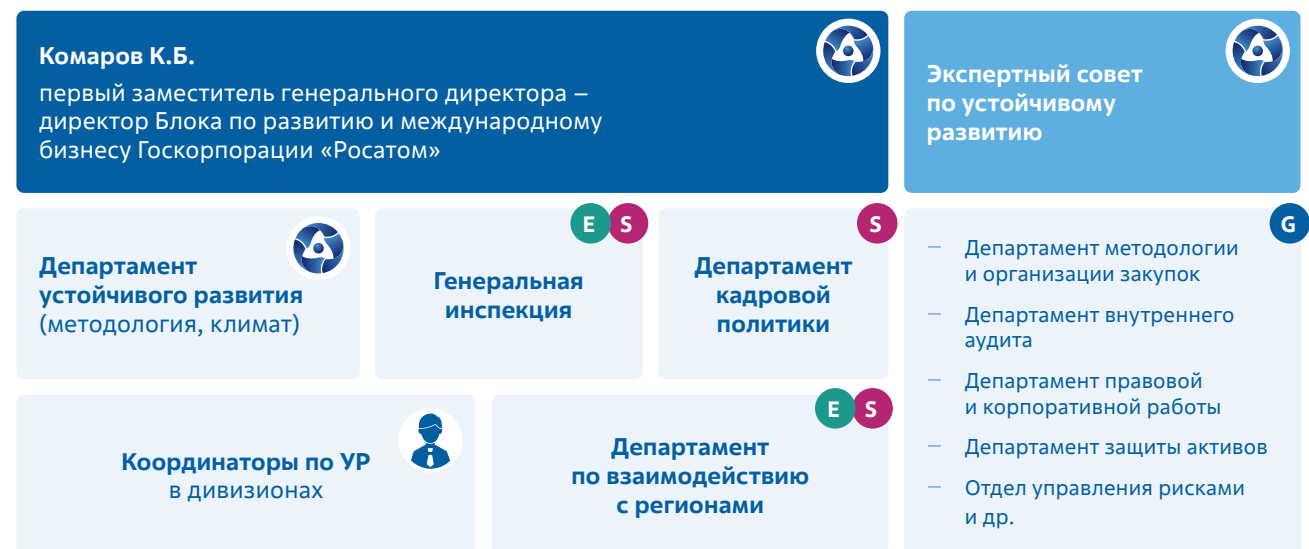 Комаров К.Б.
первый заместитель генерального директора –
директор Блока по развитию и международному
бизнесу Госкорпорации «Росатом»
Экспертный совет
по устойчивому
развитию
Департамент
устойчивого развития
(методология, климат)
E S
Генеральная
инспекция
S
Департамент
кадровой
политики
G
– Департамент методологии
и организации закупок
– Департамент внутреннего
аудита
– Департамент правовой
и корпоративной работы
– Департамент защиты активов
– Отдел управления рисками
и др.
Координаторы по УР
в дивизионах
E S
Департамент
по взаимодействию
с регионами